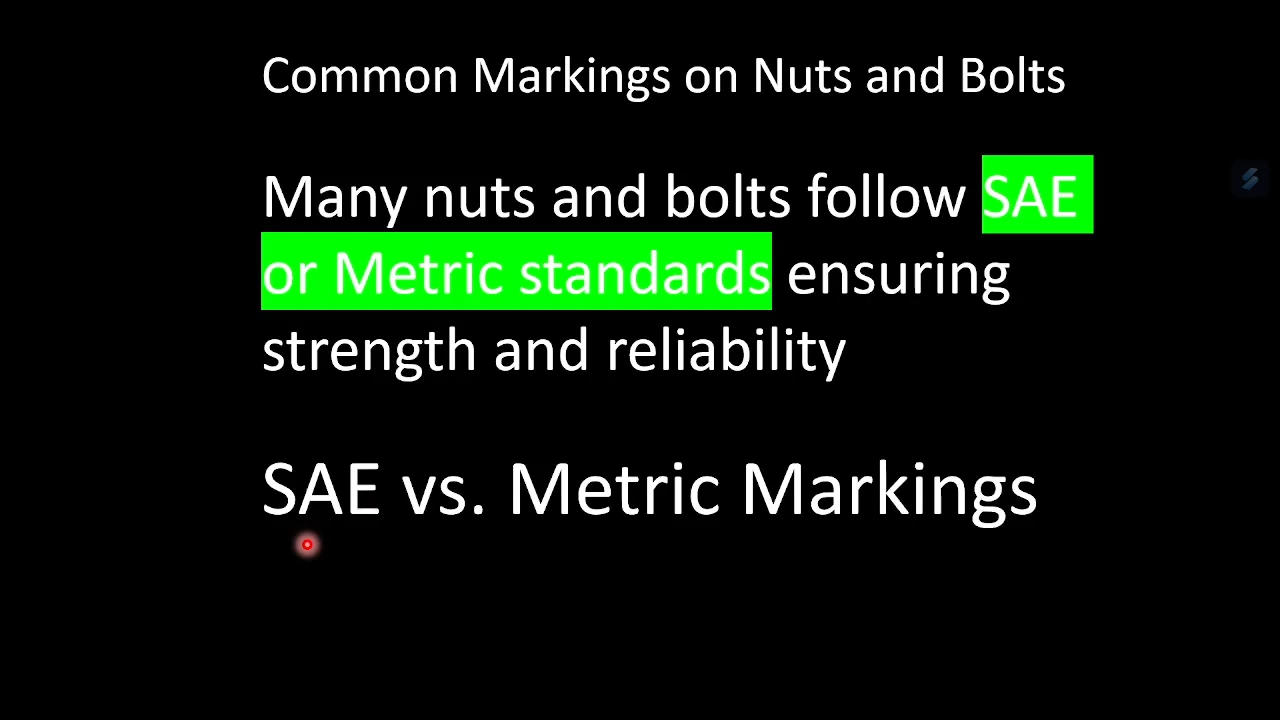 Common Markings on Nuts and Bolts
Many nuts and bolts follow SAE
or Metric standards ensuring
strength and reliability
SAE vs. Metric Markings